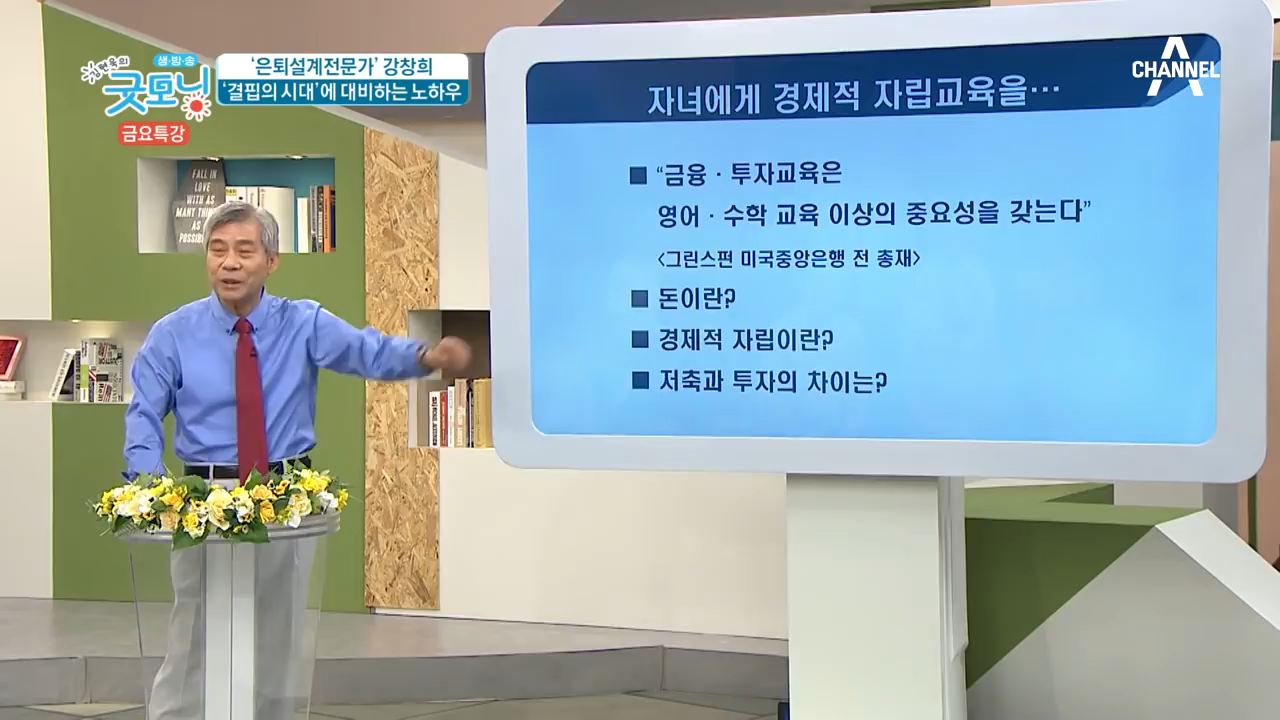 생·방·송
굿모닝
금요특강
'은퇴설계전문가' 강창희
'결핍의 시대'에 대비하는 노하우
CHANNEL A
자녀에게 경제적 자립교육을…
■ “금융·투자교육은
영어·수학 교육 이상의 중요성을 갖는다”
<그린스펀 미국중앙은행 전 총재>
■ 돈이란?
■ 경제적 자립이란?
■ 저축과 투자의 차이는?
FALL IN
LOVE
WITH AS
MANY THIN
AS
POSSIB